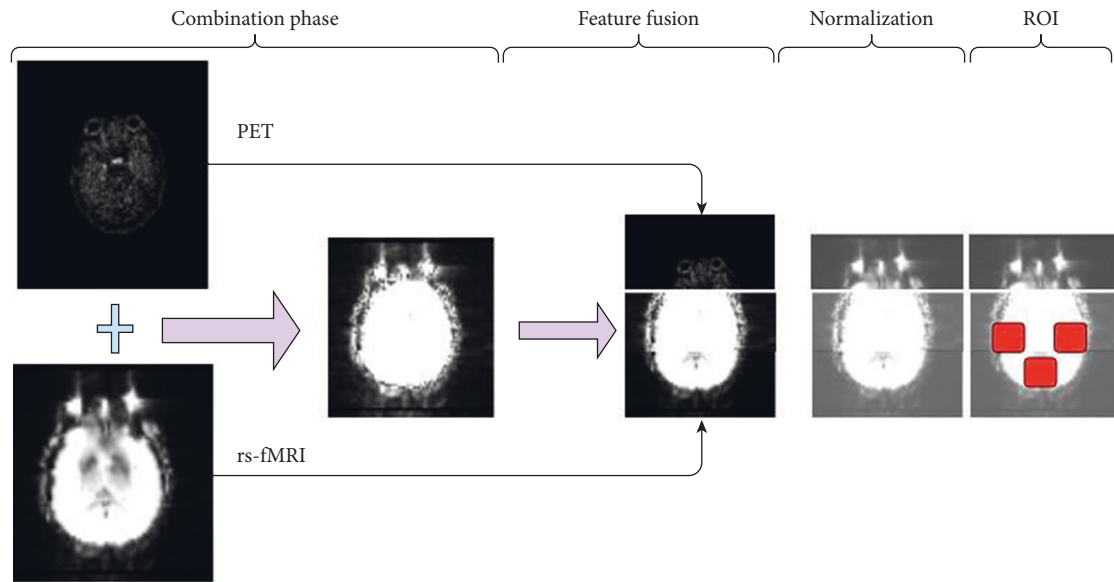 Combination phase
Feature fusion
Normalization
ROI
PET
rs-fMRI